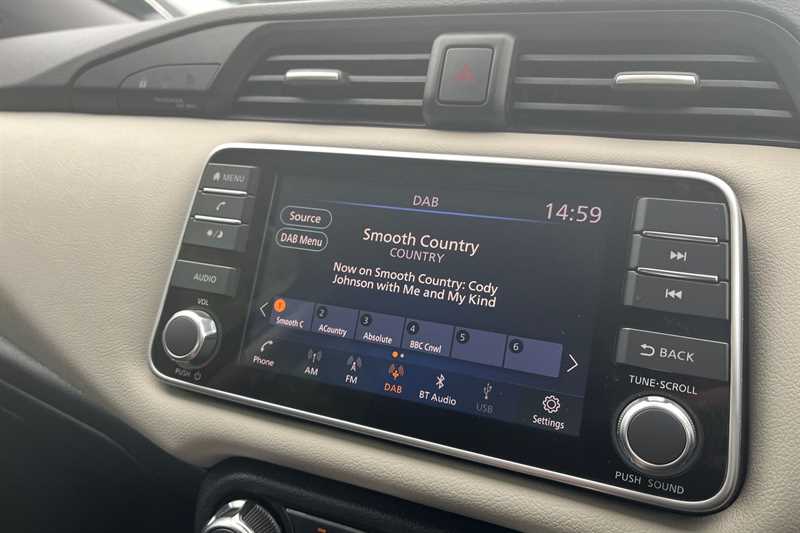 MENU
AUDIO
VOL
PUSH
DAB
14:59
Source
DAB Menu
Smooth Country
COUNTRY
Now on Smooth Country: Cody
Johnson with Me and My Kind
1
Smooth C
2
ACountry
3
Absolute
4
BBC Cnwl
5
6
Phone
AM
FM
DAB
BT Audio
USB
Settings
BACK
TUNE·SCROLL
PUSH SOUND